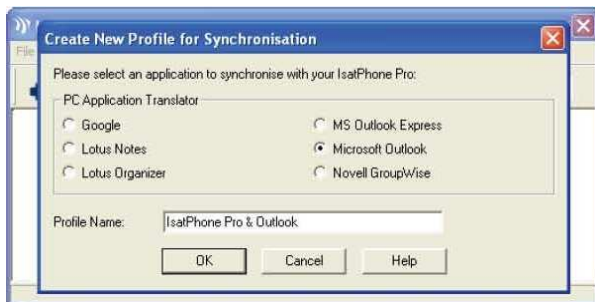 File
Create New Profile for Synchronisation
Please select an application to synchronise with your IsatPhone Pro:
PC Application Translator
Google
MS Outlook Express
Lotus Notes
Microsoft Outlook
Lotus Organizer
Novell GroupWise
Profile Name:
IsatPhone Pro & Outlook
OK
Cancel
Help